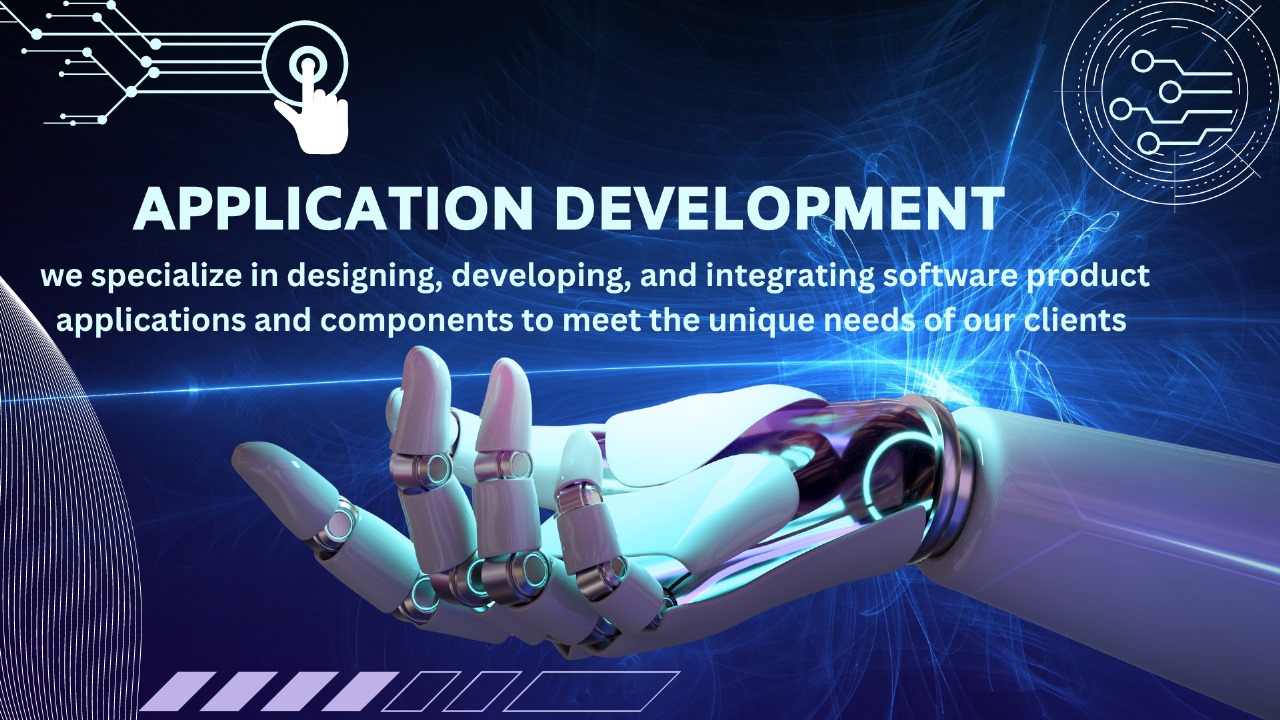 APPLICATION DEVELOPMENT
we specialize in designing, developing, and integrating software product
applications and components to meet the unique needs of our clients